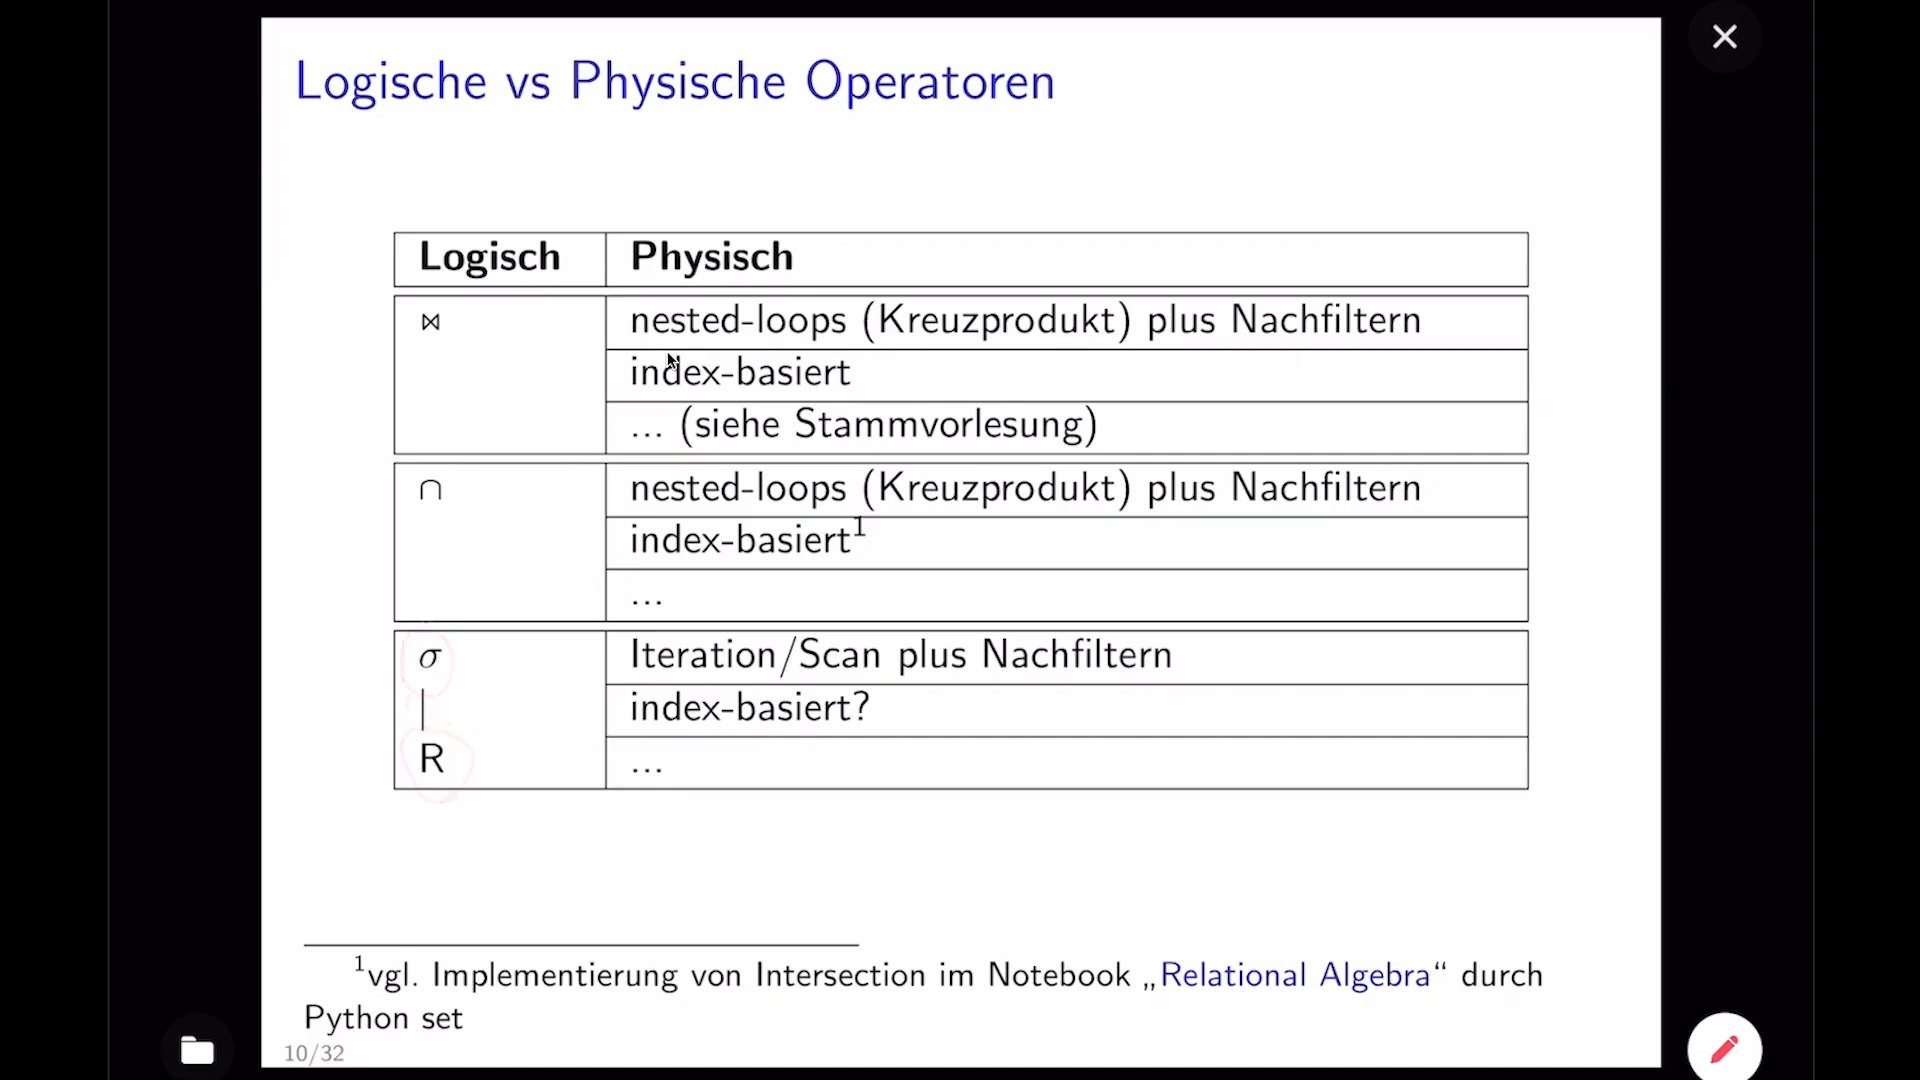 Logische vs Physische Operatoren
Logisch Physisch
⋈ nested-loops (Kreuzprodukt) plus Nachfiltern
index-basiert
... (siehe Stammvorlesung)
∩ nested-loops (Kreuzprodukt) plus Nachfiltern
index-basiert¹
...
σ Iteration/Scan plus Nachfiltern
| index-basiert?
R ...
¹vgl. Implementierung von Intersection im Notebook „Relational Algebra“ durch
Python set
10/32